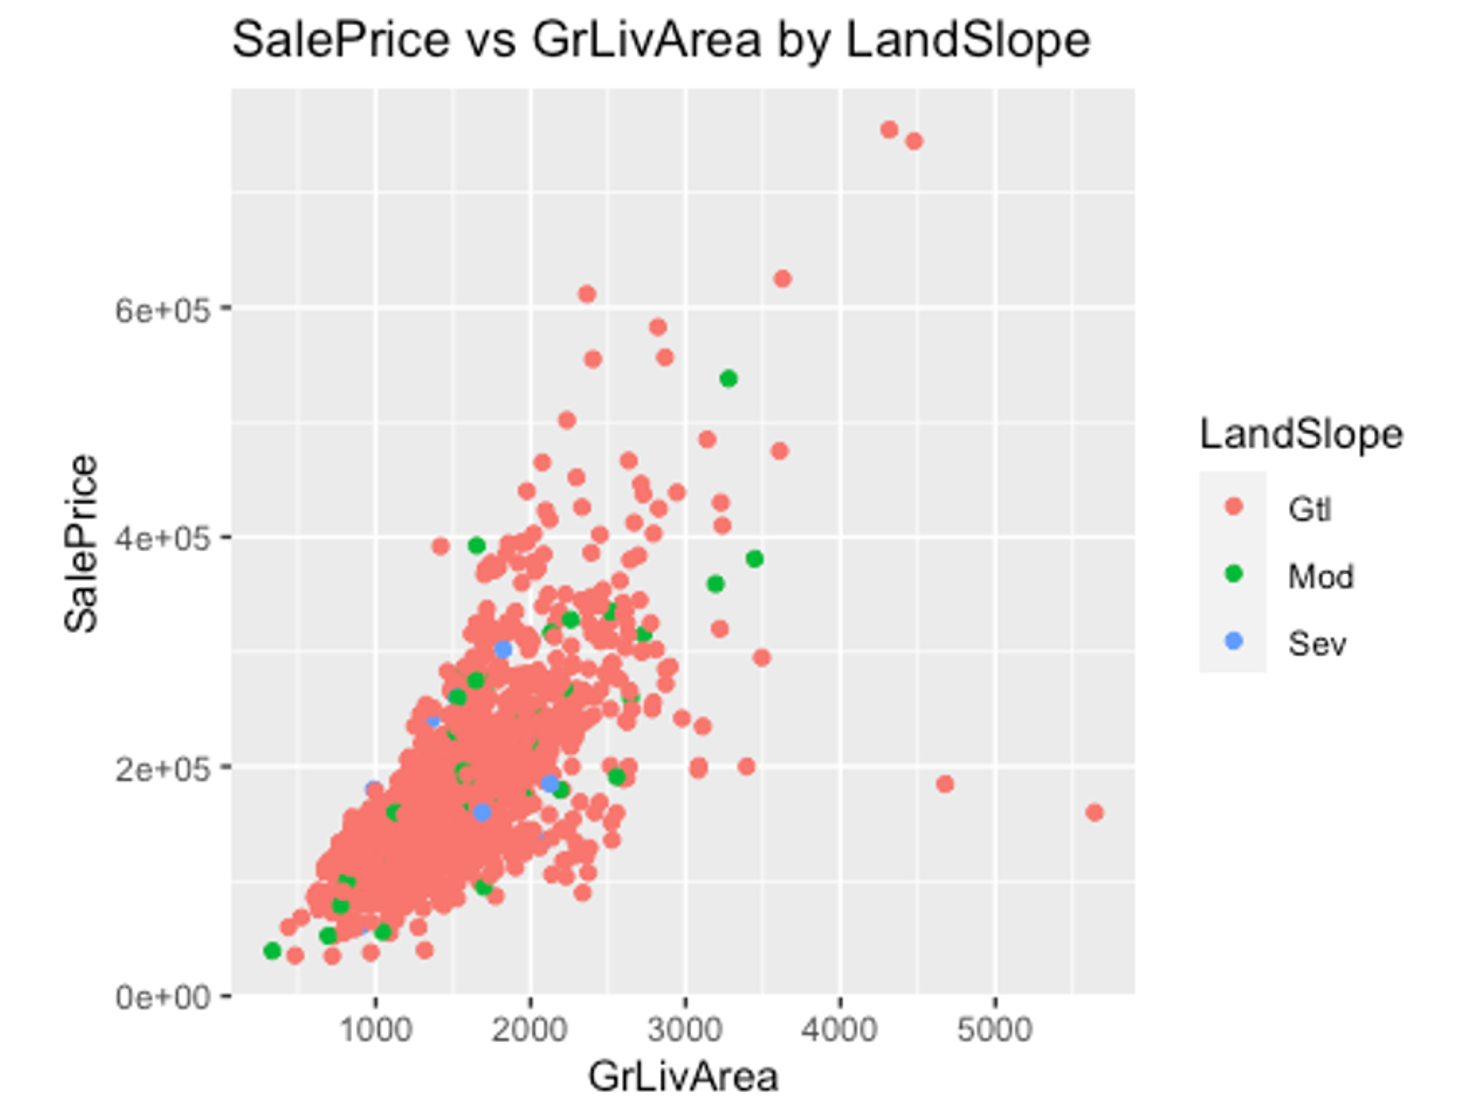 SalePrice vs GrLivArea by LandSlope
6e+05
4e+05
2e+05
0e+00
SalePrice
1000 2000 3000 4000 5000
GrLivArea
LandSlope
Gtl
Mod
Sev